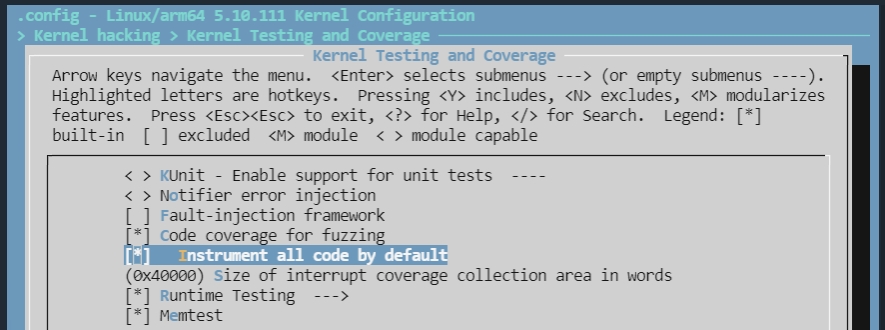 .config - Linux/arm64 5.10.111 Kernel Configuration
> Kernel hacking > Kernel Testing and Coverage
Kernel Testing and Coverage
Arrow keys navigate the menu.  <Enter> selects submenus ---> (or empty submenus ----).
Highlighted letters are hotkeys.  Pressing <Y> includes, <N> excludes, <M> modularizes
features.  Press <Esc><Esc> to exit, <?> for Help, </> for Search.  Legend: [*]
built-in  [ ] excluded  <M> module  < > module capable
< > KUnit - Enable support for unit tests  ----
< > Notifier error injection
[ ] Fault-injection framework
[*] Code coverage for fuzzing
[*]   Instrument all code by default
(0x40000) Size of interrupt coverage collection area in words
[*] Runtime Testing  --->
[*] Memtest